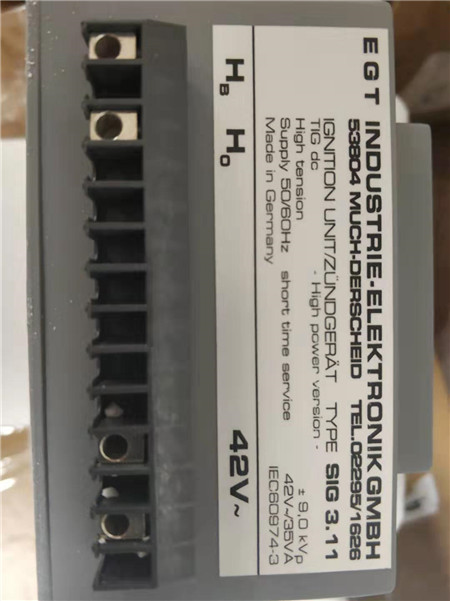 EGT INDUSTRIE-ELEKTRONIK GMBH
53804 MUCH-DERSCHEID TEL.02295/1626
IGNITION UNIT/ZÜNDGERÄT TYPE SIG 3.11
TIG dc - High power version -
High tension ± 9,0 kVp
Supply 50/60Hz short time service 42V~/35VA
Made in Germany IEC60974-3
HB HO 42V~